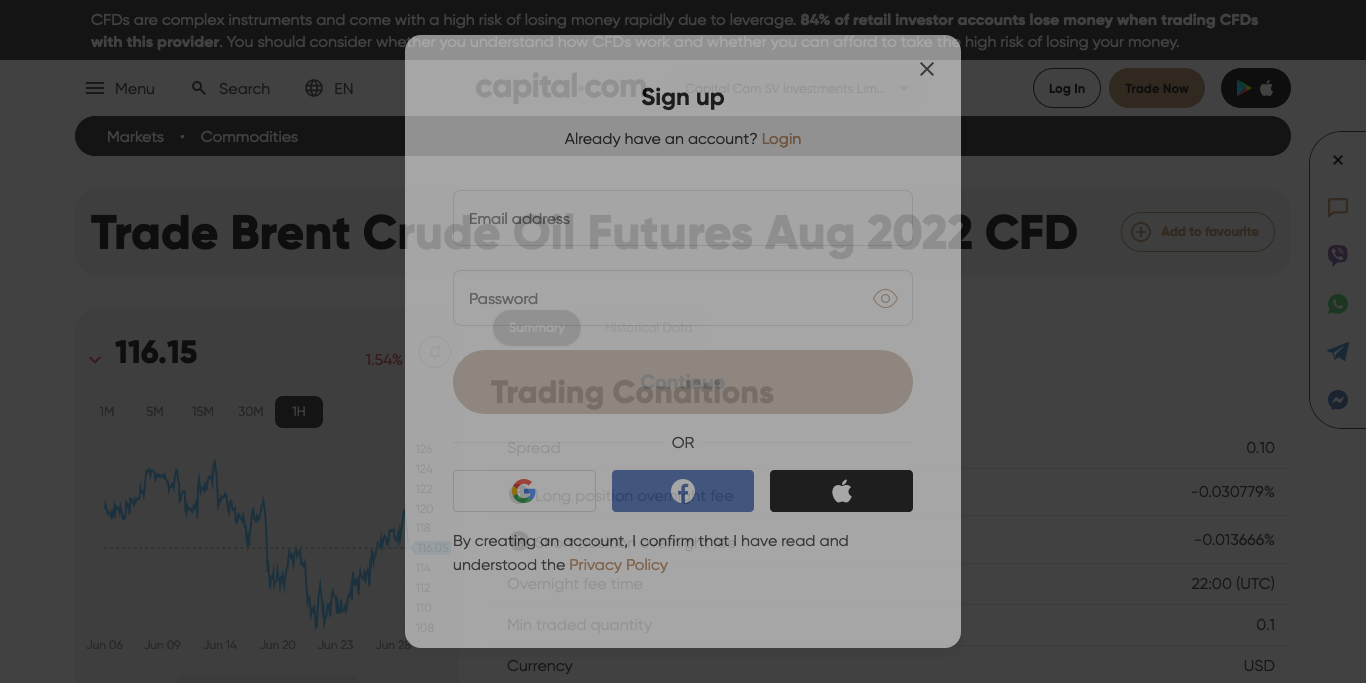 CFDs are complex instruments and come with a high risk of losing money rapidly due to leverage. 84% of retail investor accounts lose money when trading CFDs
with this provider. You should consider whether you understand how CFDs work and whether you can afford to take the high risk of losing your money.
Menu
Search
EN
capital.com
Capital Com SV Investments Lim...
Log In
Trade Now
Markets • Commodities
Trade Brent Crude Oil Futures Aug 2022 CFD
Add to favourite
116.15
1.54%
1M 5M 15M 30M 1H
126
124
122
120
118
116.05
114
112
110
108
Jun 06 Jun 09 Jun 14 Jun 20 Jun 23
Summary
Historical Data
Trading Conditions
Spread 0.10
Long position overnight fee -0.030779%
-0.013666%
Overnight fee time 22:00 (UTC)
Min traded quantity 0.1
Currency USD
Sign up
Already have an account? Login
Email address
Password
Continue
OR
By creating an account, I confirm that I have read and
understood the Privacy Policy